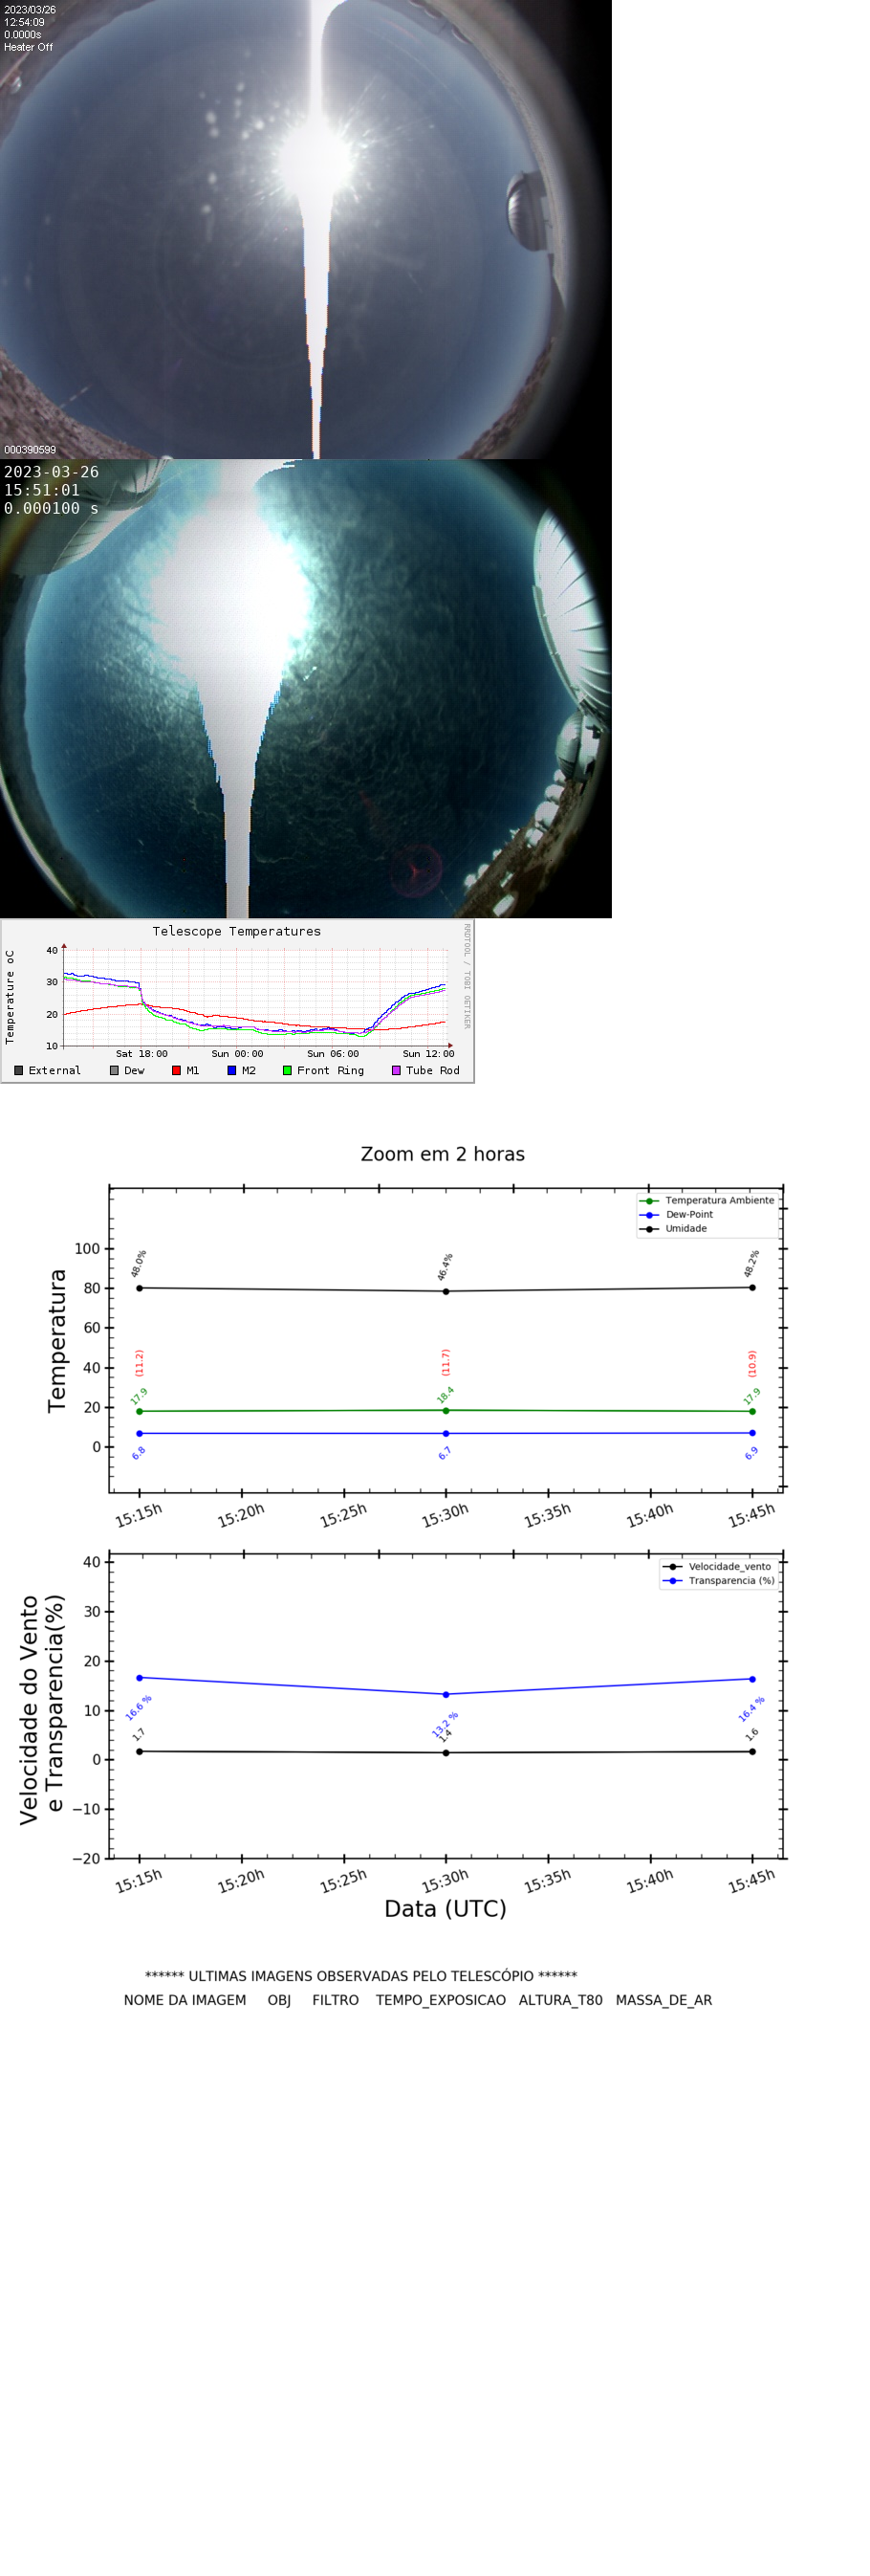 2023/03/26
12:54:09
0.0000s
Heater Off
000390599
2023-03-26
15:51:01
0.000100 s
Telescope Temperatures
RRDTOOL / TOBI OETIKER
Temperature oC
40
30
20
10
Sat 18:00 Sun 00:00 Sun 06:00 Sun 12:00
External Dew M1 M2 Front Ring Tube Rod
Zoom em 2 horas
Temperatura
Temperatura Ambiente
Dew-Point
Umidade
100
80
60
40
20
0
48.0% 46.4% 48.2%
(11.2) (11.7) (10.9)
17.9 18.4 17.9
6.8 6.7 6.9
15:15h 15:20h 15:25h 15:30h 15:35h 15:40h 15:45h
Velocidade do Vento
e Transparencia(%)
Velocidade_vento
Transparencia (%)
40
30
20
10
0
−10
−20
16.6 % 13.2 % 16.4 %
1.7 1.4 1.6
15:15h 15:20h 15:25h 15:30h 15:35h 15:40h 15:45h
Data (UTC)
****** ULTIMAS IMAGENS OBSERVADAS PELO TELESCÓPIO ******
NOME DA IMAGEM OBJ FILTRO TEMPO_EXPOSICAO ALTURA_T80 MASSA_DE_AR